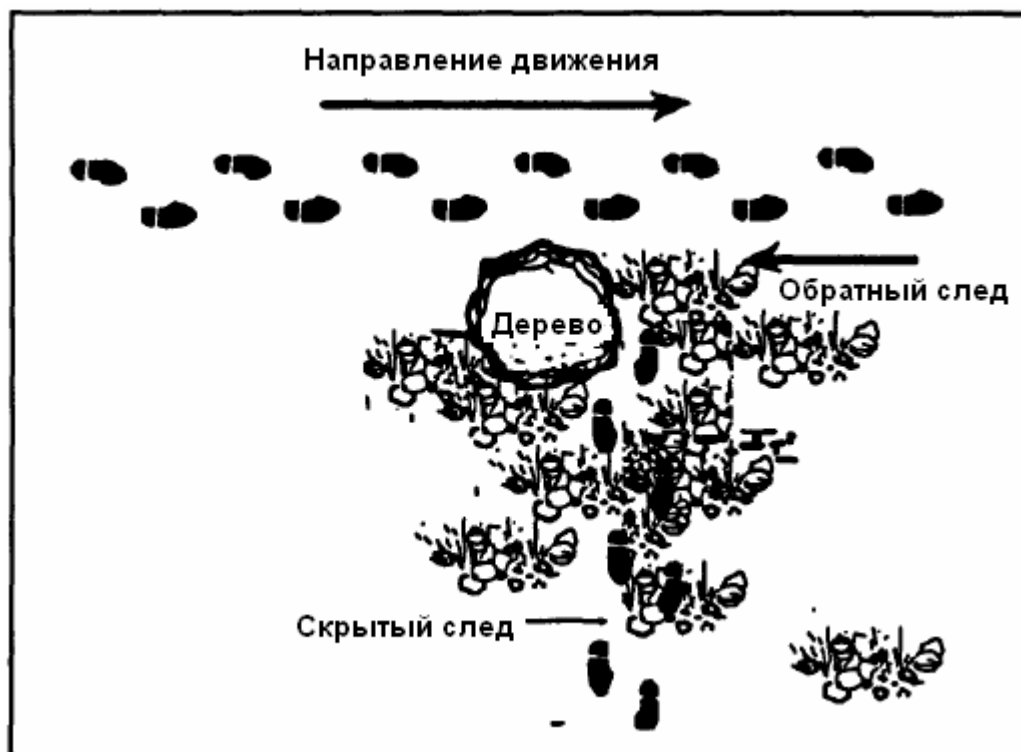 Направление движения
Обратный след
Дерево
Скрытый след